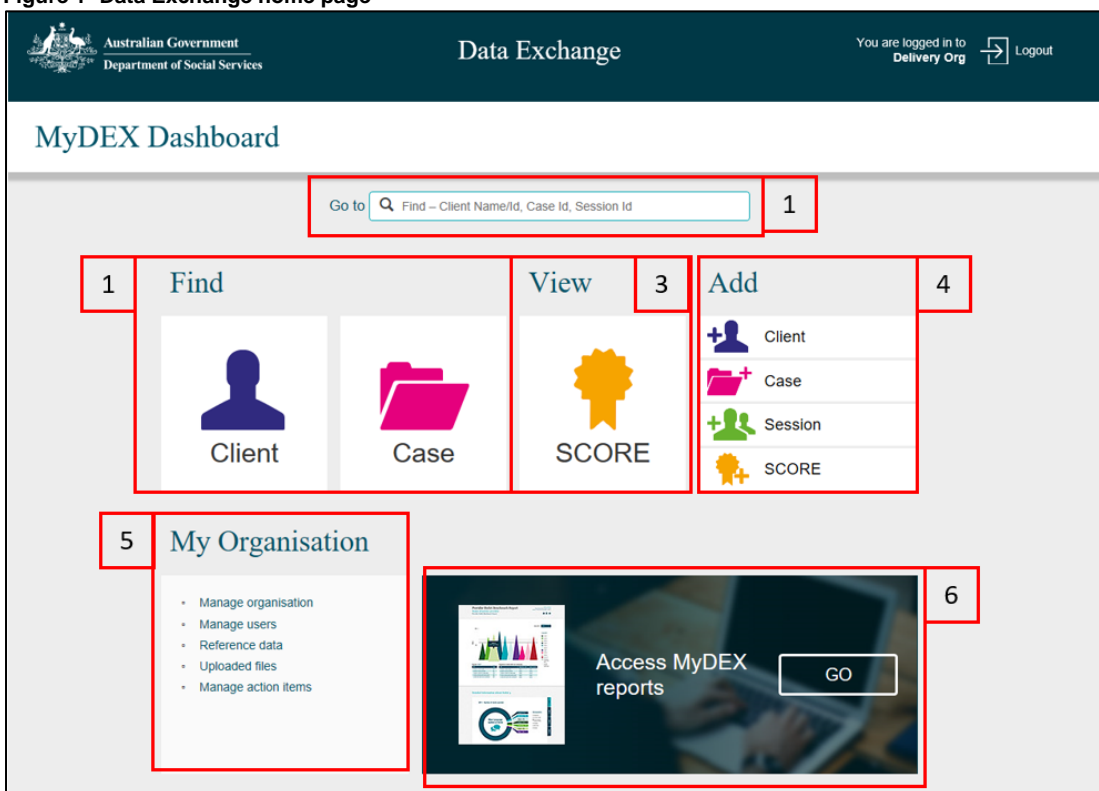 Figure 1 Data Exchange home page
Australian Government
Department of Social Services
Data Exchange
You are logged in to
Delivery Org
Logout
MyDEX Dashboard
Go to
Find – Client Name/Id, Case Id, Session Id
1
1
Find
View
3
Add
4
Client
Case
SCORE
Client
Case
Session
SCORE
5
My Organisation
6
Manage organisation
Manage users
Reference data
Uploaded files
Manage action items
Access MyDEX
reports
GO